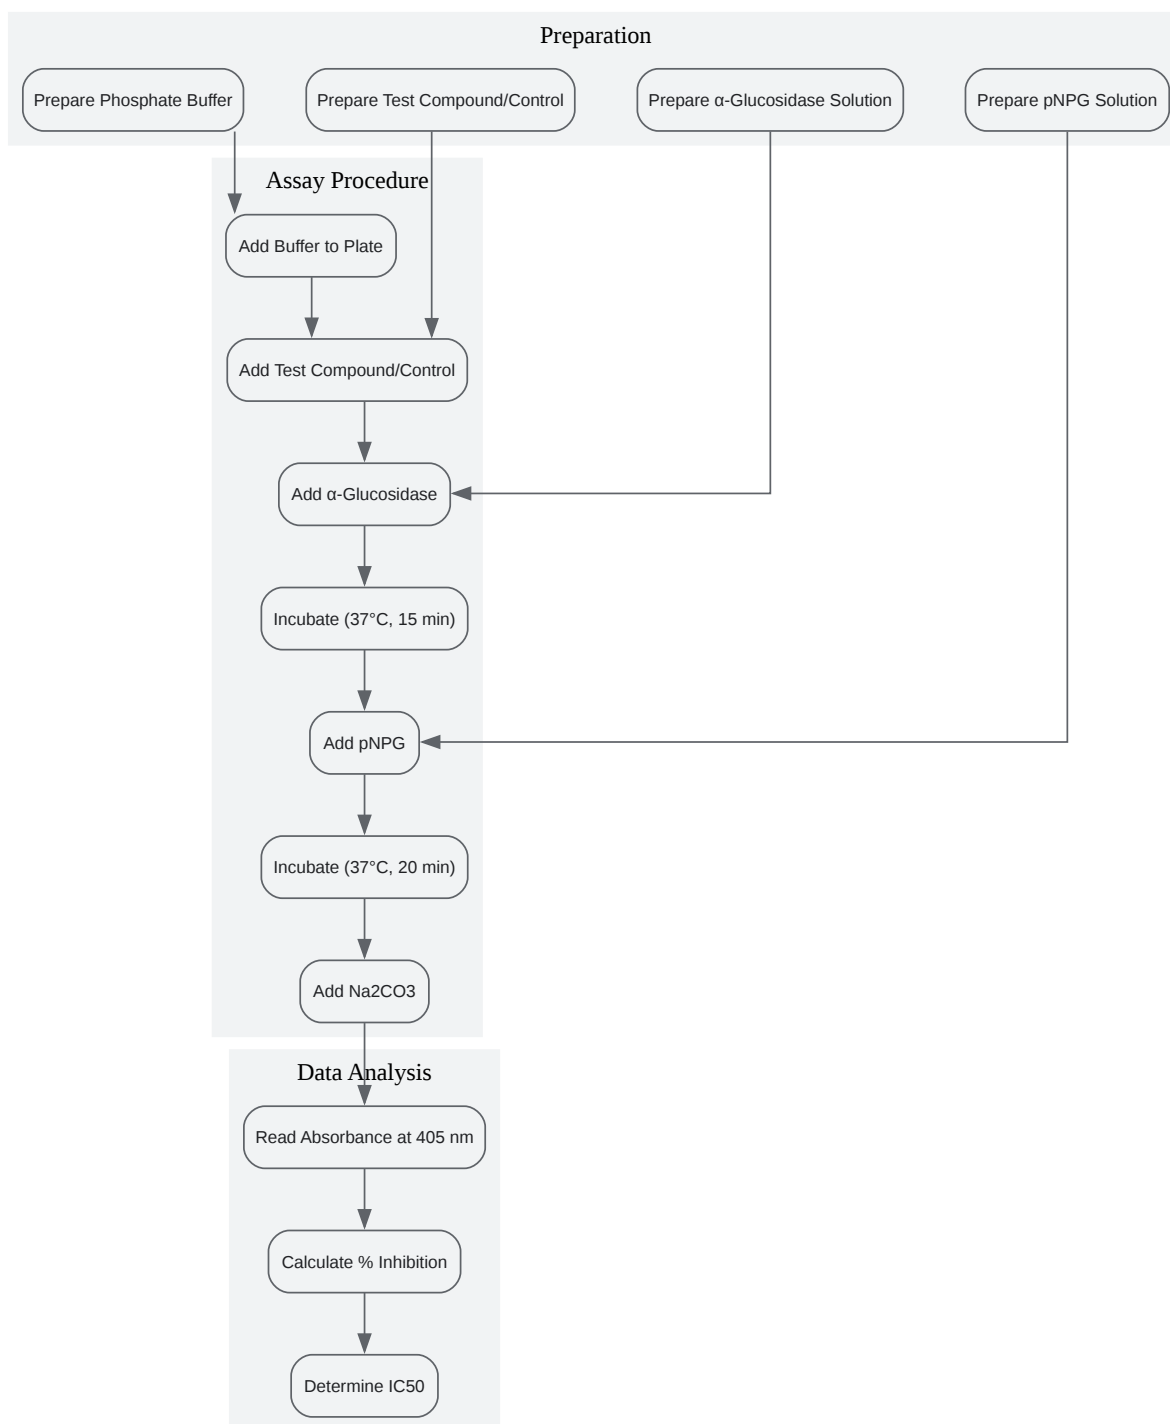 Preparation
Prepare Phosphate Buffer
Prepare Test Compound/Control
Prepare α-Glucosidase Solution
Prepare pNPG Solution
Assay Procedure
Add Buffer to Plate
Add Test Compound/Control
Add α-Glucosidase
Incubate (37°C, 15 min)
Add pNPG
Incubate (37°C, 20 min)
Add Na2CO3
Data Analysis
Read Absorbance at 405 nm
Calculate % Inhibition
Determine IC50